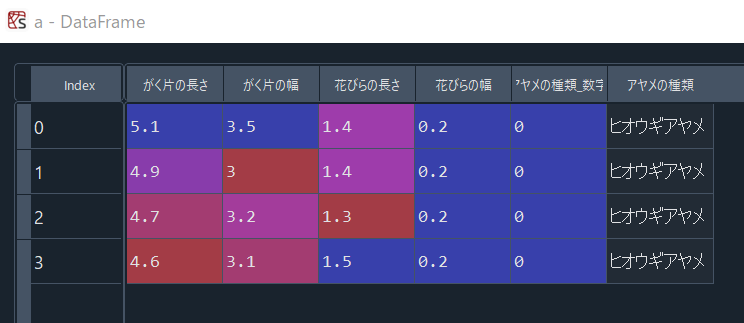 a - DataFrame
Index がく片の長さ がく片の幅 花びらの長さ 花びらの幅 アヤメの種類_数字 アヤメの種類
0 5.1 3.5 1.4 0.2 0 ヒオウギアヤメ
1 4.9 3 1.4 0.2 0 ヒオウギアヤメ
2 4.7 3.2 1.3 0.2 0 ヒオウギアヤメ
3 4.6 3.1 1.5 0.2 0 ヒオウギアヤメ